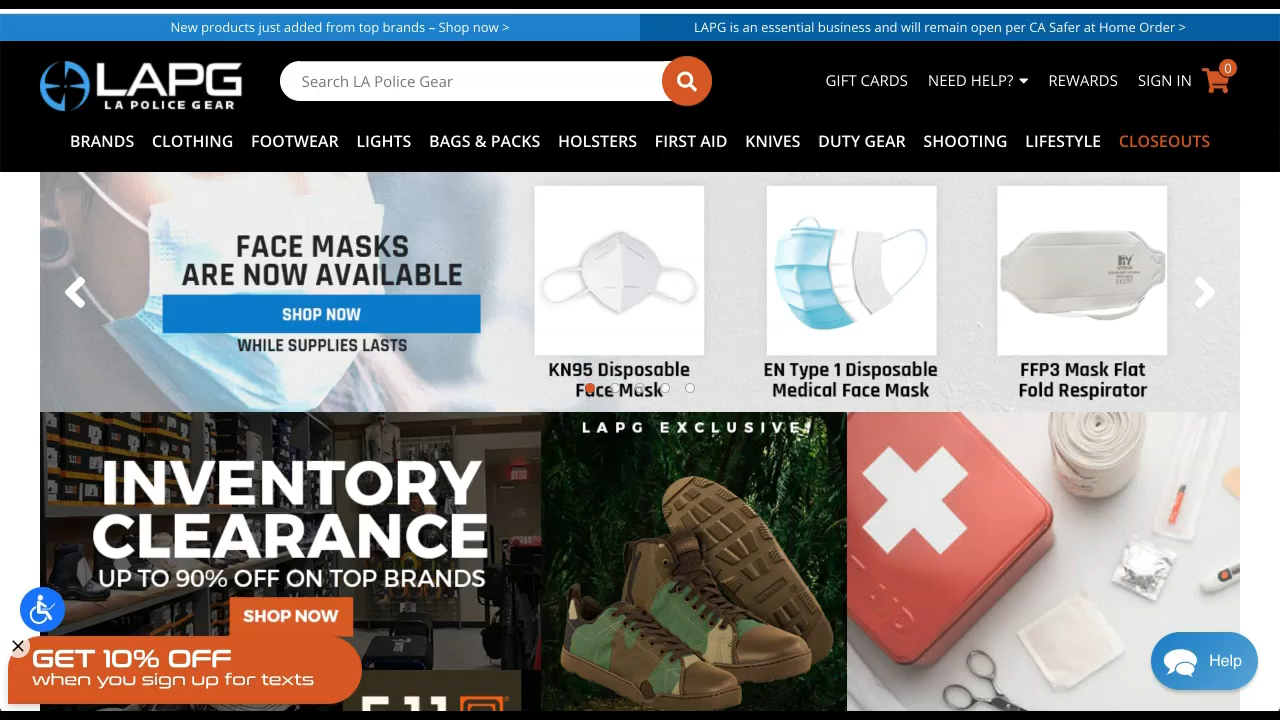 New products just added from top brands – Shop now >
LAPG is an essential business and will remain open per CA Safer at Home Order >
LAPG
LA POLICE GEAR
Search LA Police Gear
GIFT CARDS NEED HELP? REWARDS SIGN IN 0
BRANDS CLOTHING FOOTWEAR LIGHTS BAGS & PACKS HOLSTERS FIRST AID KNIVES DUTY GEAR SHOOTING LIFESTYLE CLOSEOUTS
FACE MASKS
ARE NOW AVAILABLE
SHOP NOW
WHILE SUPPLIES LASTS
KN95 Disposable
Face Mask
EN Type 1 Disposable
Medical Face Mask
FFP3 Mask Flat
Fold Respirator
INVENTORY
CLEARANCE
UP TO 90% OFF ON TOP BRANDS
SHOP NOW
LAPG EXCLUSIVE!
GET 10% OFF
when you sign up for texts
5.11
Help